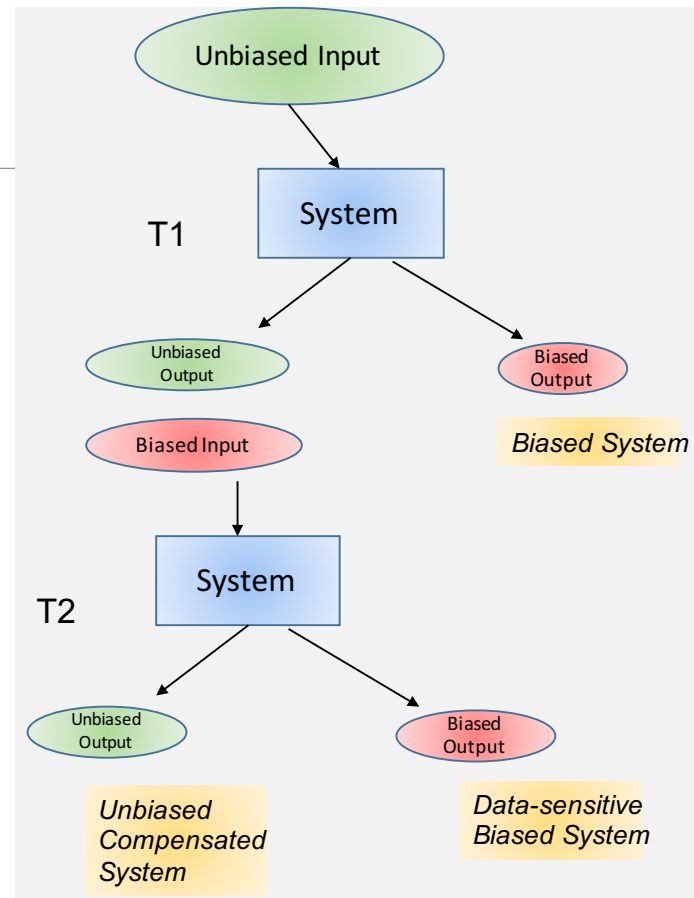 Unbiased Input
System
T1
Unbiased
Output
Biased
Output
Biased Input
Biased System
System
T2
Unbiased
Output
Biased
Output
Unbiased
Compensated
System
Data-sensitive
Biased System